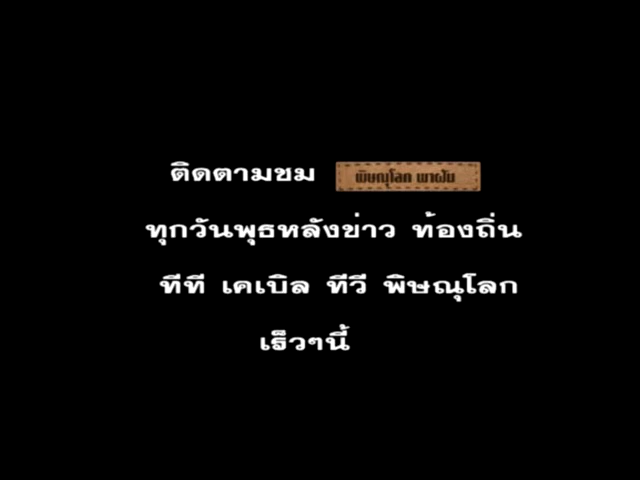 ติดตามชม พิษณุโลก พาฝัน
ทุกวันพุธหลังข่าว ท้องถิ่น
ทีที เคเบิล ทีวี พิษณุโลก
เร็วๆนี้